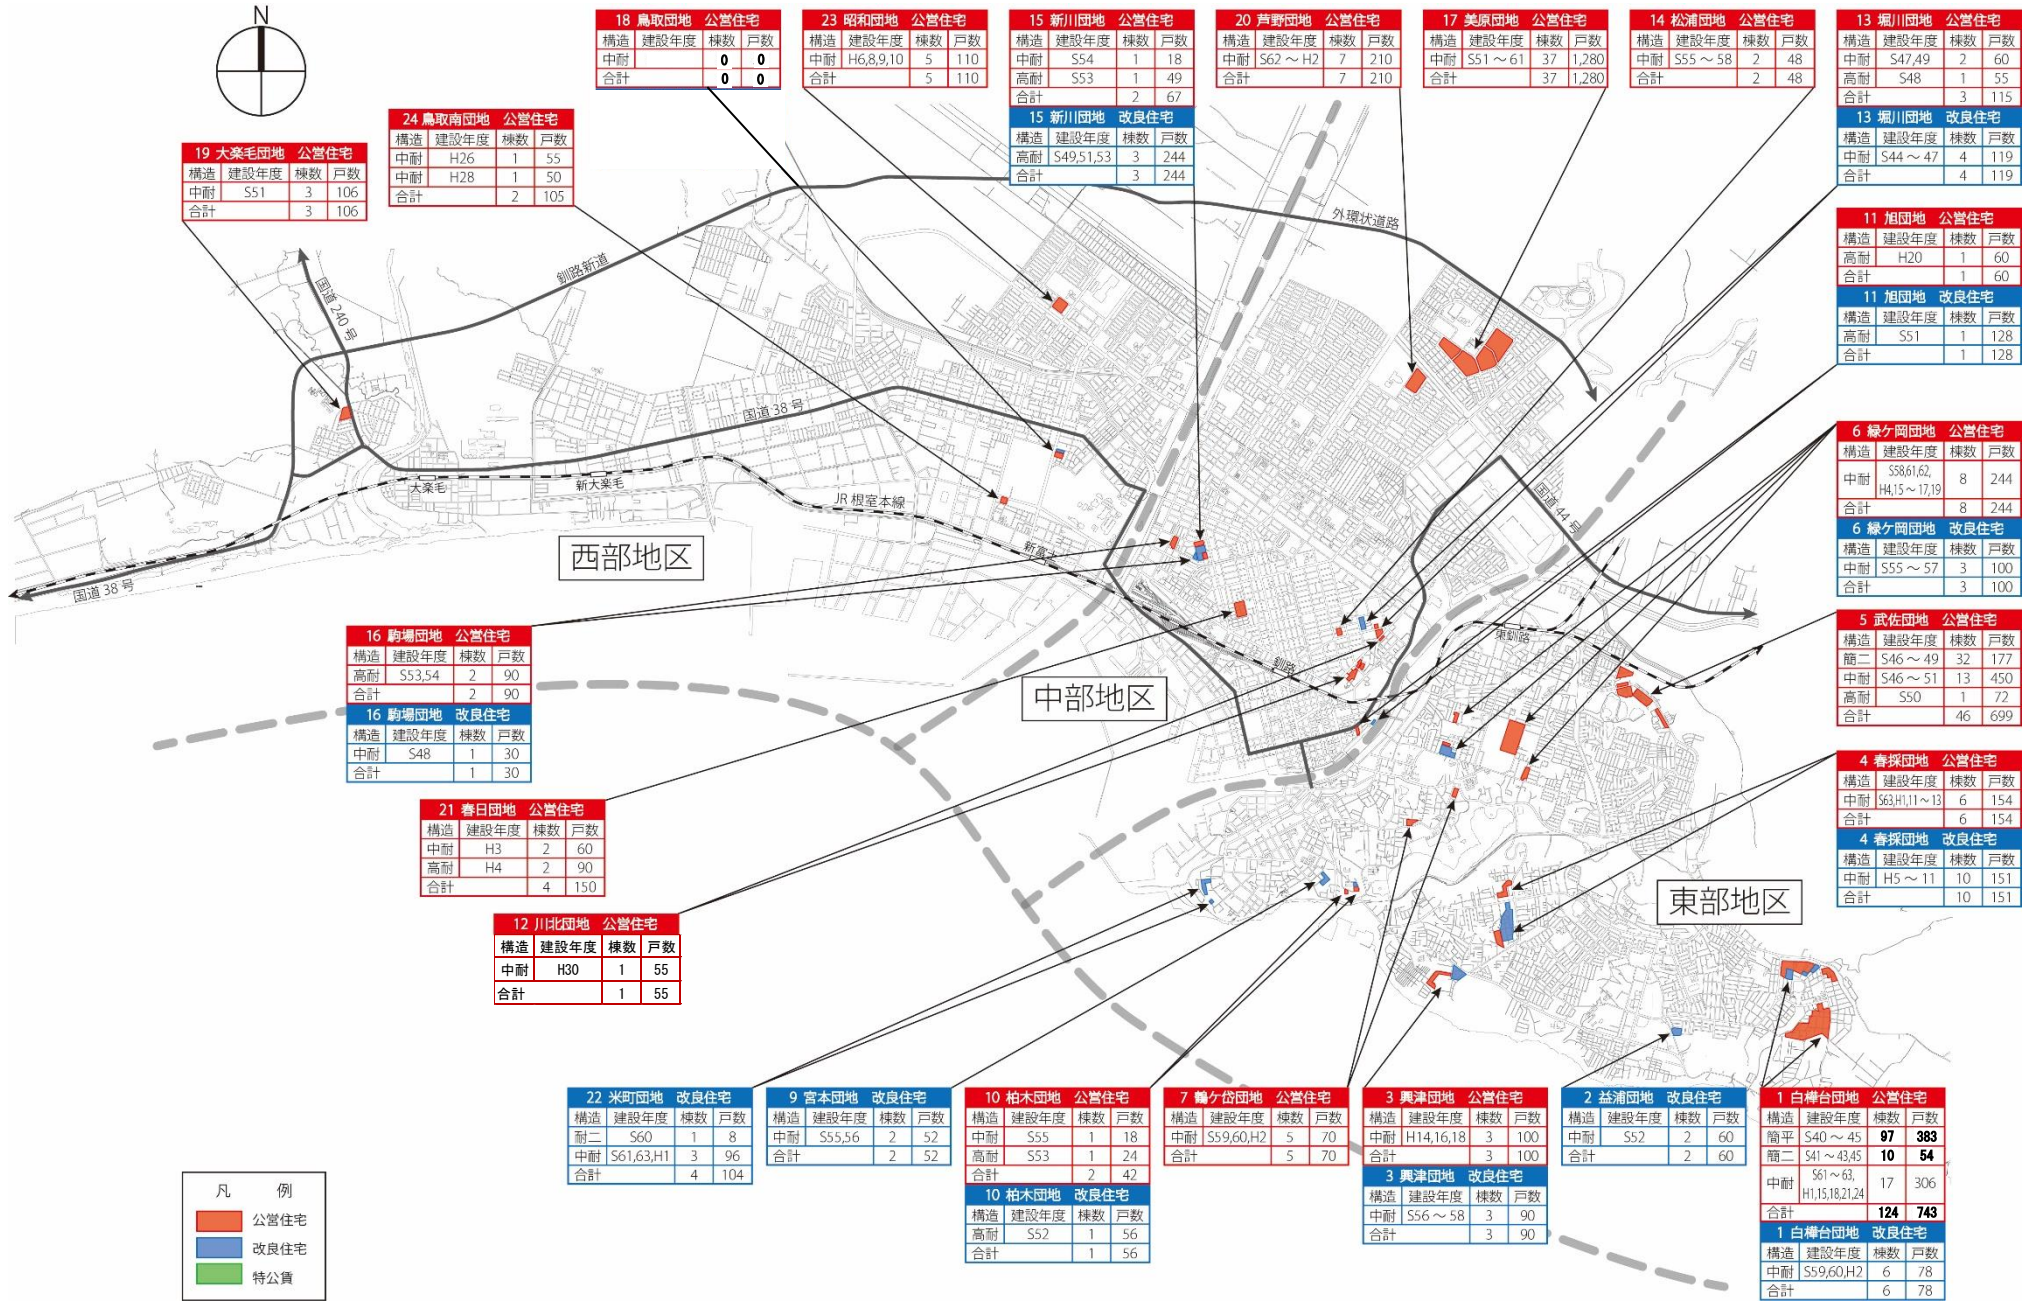 N
18 鳥取団地 公営住宅
構造 建設年度 棟数 戸数
中耐 0 0
合計 0 0
23 昭和団地 公営住宅
構造 建設年度 棟数 戸数
中耐 H6,8,9,10 5 110
合計 5 110
15 新川団地 公営住宅
構造 建設年度 棟数 戸数
中耐 S54 1 18
高耐 S53 1 49
合計 2 67
15 新川団地 改良住宅
構造 建設年度 棟数 戸数
高耐 S49,51,53 3 244
合計 3 244
20 芦野団地 公営住宅
構造 建設年度 棟数 戸数
中耐 S62～H2 7 210
合計 7 210
17 美原団地 公営住宅
構造 建設年度 棟数 戸数
中耐 S51～61 37 1,280
合計 37 1,280
14 松浦団地 公営住宅
構造 建設年度 棟数 戸数
中耐 S55～58 2 48
合計 2 48
13 堀川団地 公営住宅
構造 建設年度 棟数 戸数
中耐 S47,49 2 60
高耐 S48 1 55
合計 3 115
13 堀川団地 改良住宅
構造 建設年度 棟数 戸数
中耐 S44～47 4 119
合計 4 119
24 鳥取南団地 公営住宅
構造 建設年度 棟数 戸数
中耐 H26 1 55
中耐 H28 1 50
合計 2 105
19 大楽毛団地 公営住宅
構造 建設年度 棟数 戸数
中耐 S51 3 106
合計 3 106
11 旭団地 公営住宅
構造 建設年度 棟数 戸数
高耐 H20 1 60
合計 1 60
11 旭団地 改良住宅
構造 建設年度 棟数 戸数
高耐 S51 1 128
合計 1 128
外環状道路
釧路新道
国道240号
国道38号
大楽毛
新大楽毛
JR根室本線
新富士
国道44号
国道38号
西部地区
釧路
東釧路
中部地区
東部地区
6 緑ケ岡団地 公営住宅
構造 建設年度 棟数 戸数
中耐 S58,61,62, H4,15～17,19 8 244
合計 8 244
6 緑ケ岡団地 改良住宅
構造 建設年度 棟数 戸数
中耐 S55～57 3 100
合計 3 100
5 武佐団地 公営住宅
構造 建設年度 棟数 戸数
簡二 S46～49 32 177
中耐 S46～51 13 450
高耐 S50 1 72
合計 46 699
4 春採団地 公営住宅
構造 建設年度 棟数 戸数
中耐 S63,H1,11～13 6 154
合計 6 154
4 春採団地 改良住宅
構造 建設年度 棟数 戸数
中耐 H5～11 10 151
合計 10 151
16 駒場団地 公営住宅
構造 建設年度 棟数 戸数
高耐 S53,54 2 90
合計 2 90
16 駒場団地 改良住宅
構造 建設年度 棟数 戸数
中耐 S48 1 30
合計 1 30
21 春日団地 公営住宅
構造 建設年度 棟数 戸数
中耐 H3 2 60
高耐 H4 2 90
合計 4 150
12 川北団地 公営住宅
構造 建設年度 棟数 戸数
中耐 H30 1 55
合計 1 55
22 米町団地 改良住宅
構造 建設年度 棟数 戸数
耐二 S60 1 8
中耐 S61,63,H1 3 96
合計 4 104
9 宮本団地 改良住宅
構造 建設年度 棟数 戸数
中耐 S55,56 2 52
合計 2 52
10 柏木団地 公営住宅
構造 建設年度 棟数 戸数
中耐 S55 1 18
高耐 S53 1 24
合計 2 42
10 柏木団地 改良住宅
構造 建設年度 棟数 戸数
高耐 S52 1 56
合計 1 56
7 鶴ケ岱団地 公営住宅
構造 建設年度 棟数 戸数
中耐 S59,60,H2 5 70
合計 5 70
3 興津団地 公営住宅
構造 建設年度 棟数 戸数
中耐 H14,16,18 3 100
合計 3 100
3 興津団地 改良住宅
構造 建設年度 棟数 戸数
中耐 S56～58 3 90
合計 3 90
2 益浦団地 改良住宅
構造 建設年度 棟数 戸数
中耐 S52 2 60
合計 2 60
1 白樺台団地 公営住宅
構造 建設年度 棟数 戸数
簡平 S40～45 97 383
簡二 S41～43,45 10 54
中耐 S61～63, H1,15,18,21,24 17 306
合計 124 743
1 白樺台団地 改良住宅
構造 建設年度 棟数 戸数
中耐 S59,60,H2 6 78
合計 6 78
凡 例
公営住宅
改良住宅
特公賃